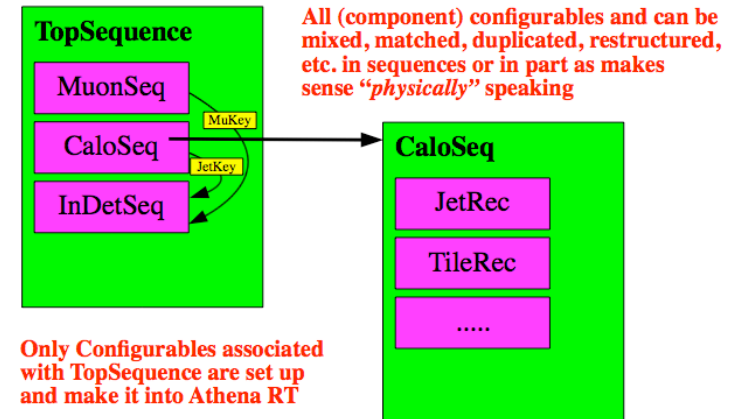 TopSequence
MuonSeq
MuKey
CaloSeq
JetKey
InDetSeq
All (component) configurables and can be
mixed, matched, duplicated, restructured,
etc. in sequences or in part as makes
sense “physically” speaking
CaloSeq
JetRec
TileRec
.....
Only Configurables associated
with TopSequence are set up
and make it into Athena RT